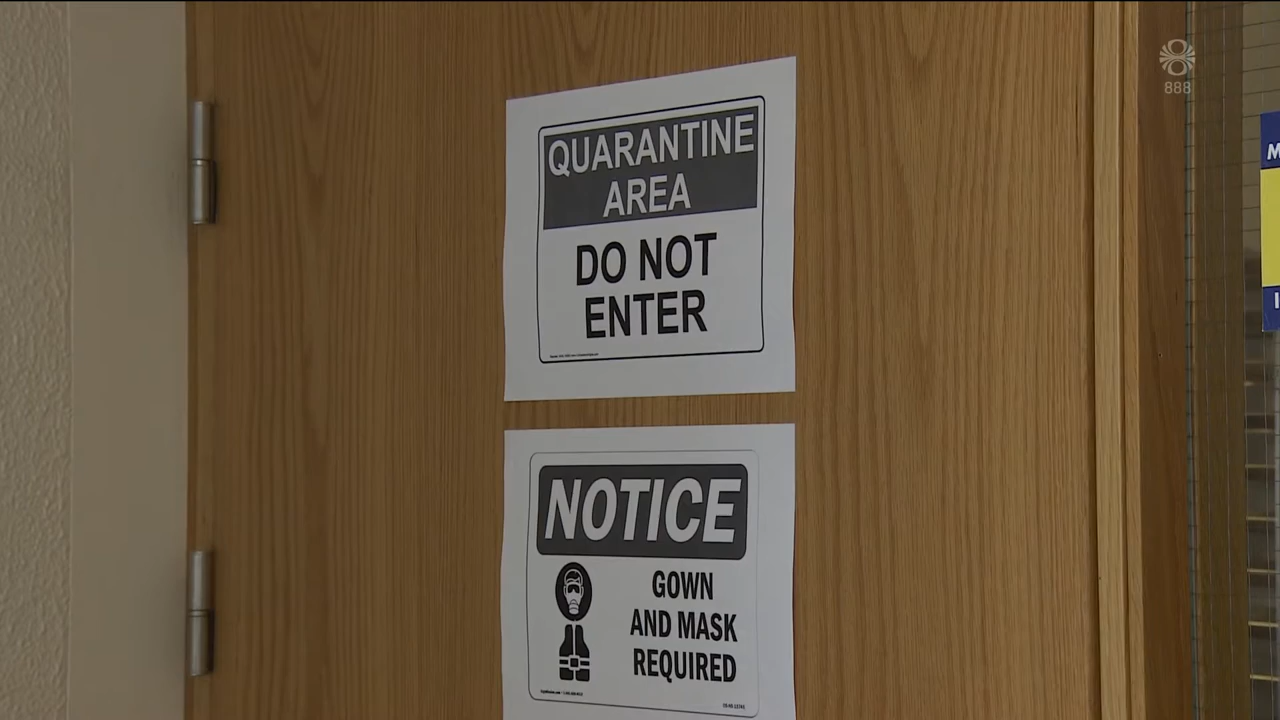 888
QUARANTINE
AREA
DO NOT
ENTER
NOTICE
GOWN
AND MASK
REQUIRED